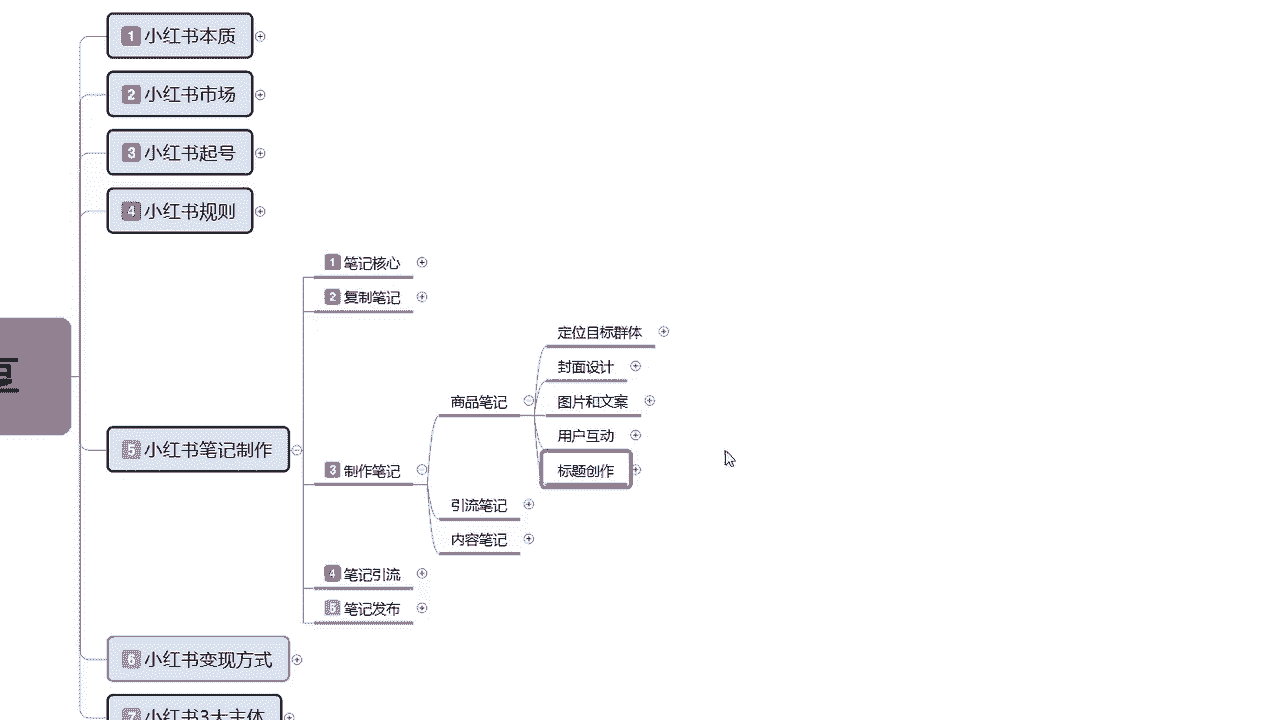 1 小红书本质
2 小红书市场
3 小红书起号
4 小红书规则
5 小红书笔记制作
1 笔记核心
2 复制笔记
3 制作笔记
商品笔记
定位目标群体
封面设计
图片和文案
用户互动
标题创作
引流笔记
内容笔记
4 笔记引流
5 笔记发布
6 小红书变现方式
7 小红书3大主体